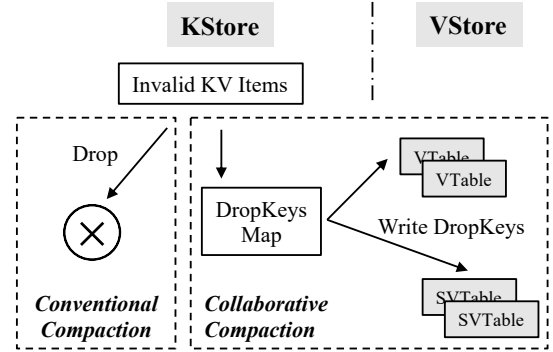 KStore
VStore
Invalid KV Items
Drop
DropKeys
Map
VTable
VTable
Write DropKeys
SVTable
SVTable
Conventional
Compaction
Collaborative
Compaction